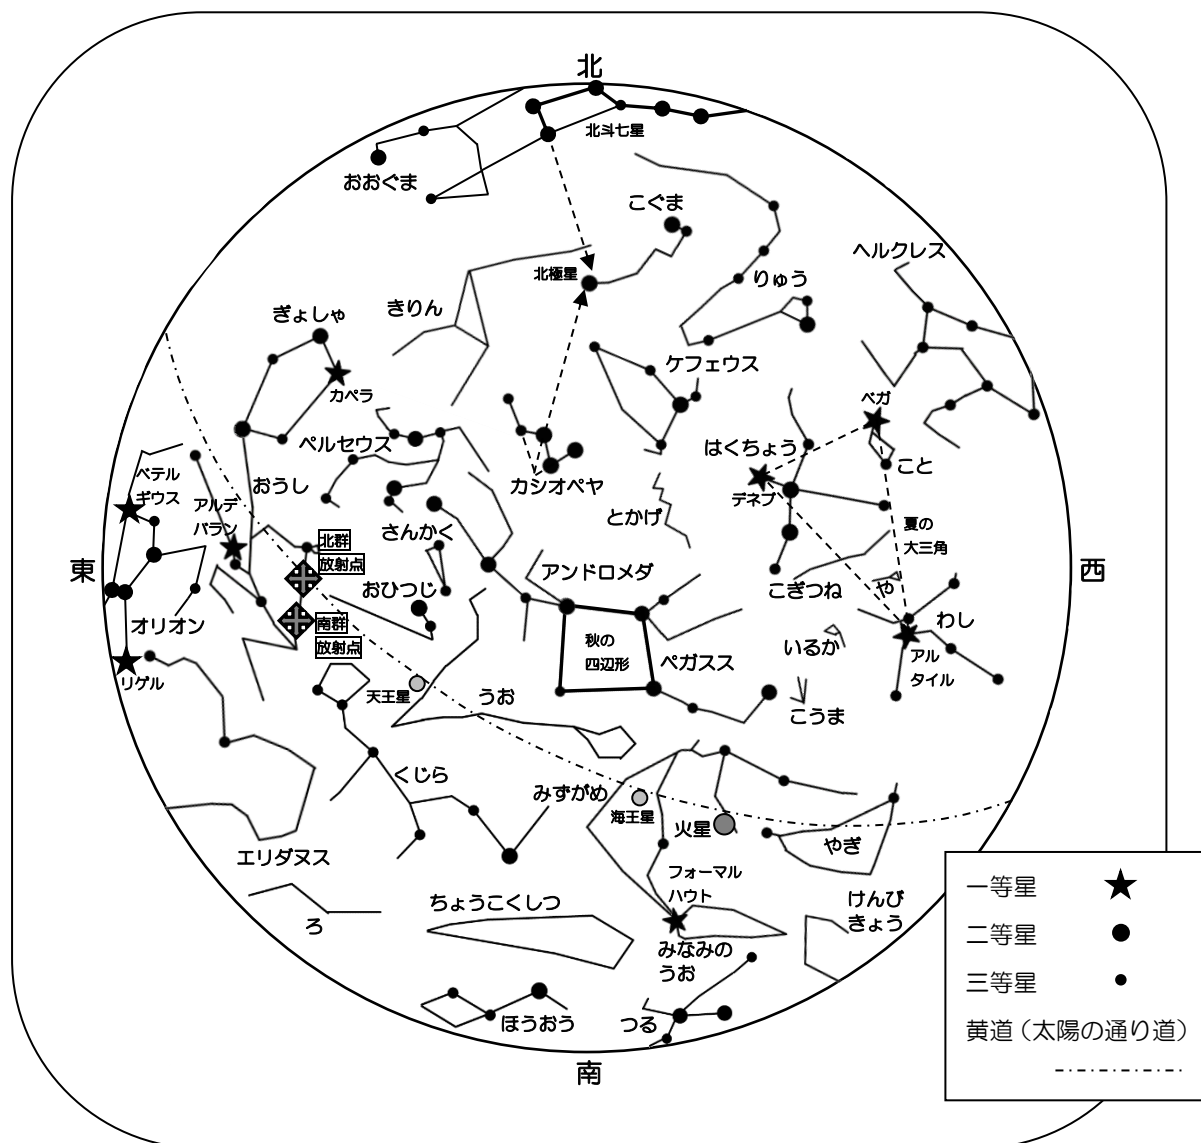 北
北斗七星
おおぐま
こぐま
ヘルクレス
北極星
りゅう
きりん
ぎょしゃ
ケフェウス
カペラ
ベガ
ペルセウス
はくちょう
こと
ベテル
ギウス
おうし
カシオペヤ
デネブ
アルデ
バラン
さんかく
とかげ
夏の
大三角
北群
放射点
東
アンドロメダ
西
おひつじ
こぎつね
や
オリオン
南群
放射点
秋の
四辺形
いるか
わし
ペガスス
アル
タイル
リゲル
天王星
うお
こうま
くじら
みずがめ
海王星
火星
やぎ
エリダヌス
フォーマル
ハウト
ちょうこくしつ
けんび
きょう
ろ
みなみの
うお
ほうおう
つる
南
一等星
二等星
三等星
黄道（太陽の通り道）